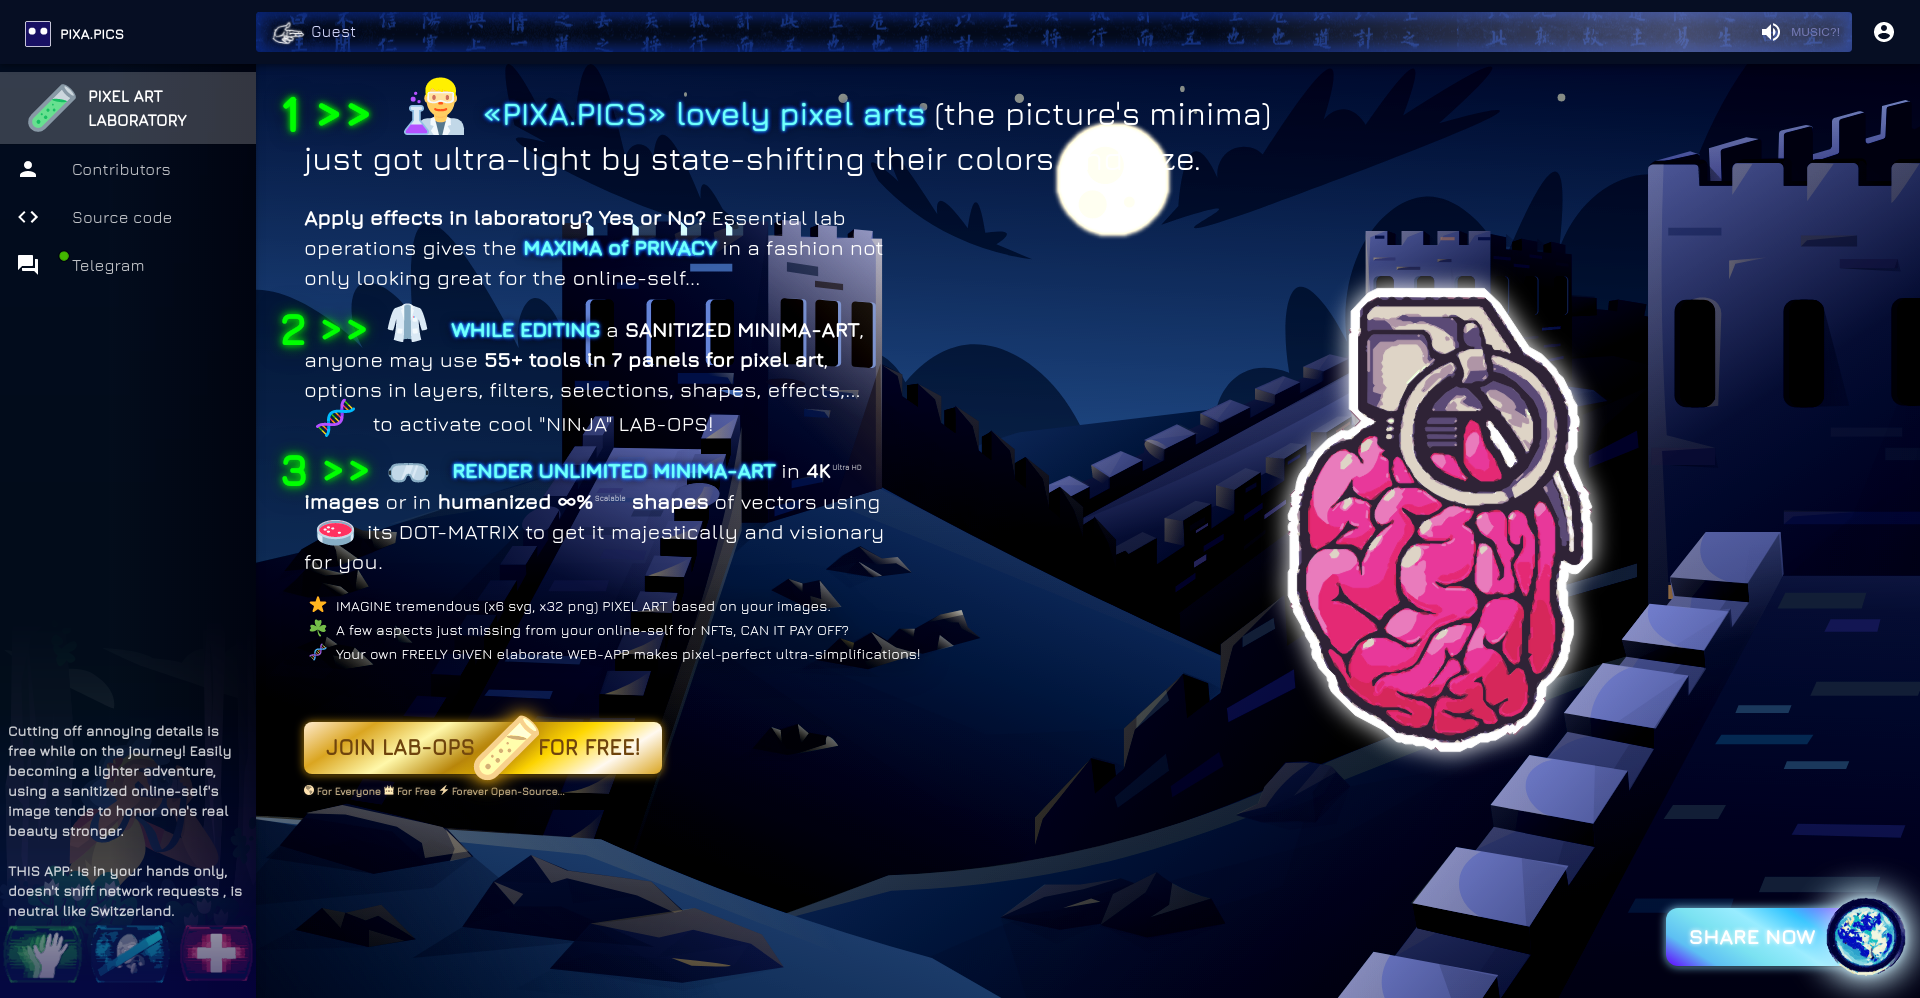 PIXA.PICS
Guest
MUSIC?!
PIXEL ART
LABORATORY
Contributors
Source code
Telegram
1 >> «PIXA.PICS» lovely pixel arts (the picture's minima)
just got ultra-light by state-shifting their colors ze.
Apply effects in laboratory? Yes or No? Essential lab
operations gives the MAXIMA of PRIVACY in a fashion not
only looking great for the online-self...
2 >> WHILE EDITING a SANITIZED MINIMA-ART,
anyone may use 55+ tools in 7 panels for pixel art,
options in layers, filters, selections, shapes, effects,...
to activate cool "NINJA" LAB-OPS!
3 >> RENDER UNLIMITED MINIMA-ART in 4K Ultra HD
images or in humanized ∞% Scalable shapes of vectors using
its DOT-MATRIX to get it majestically and visionary
for you.
IMAGINE tremendous (x6 svg, x32 png) PIXEL ART based on your images.
A few aspects just missing from your online-self for NFTs, CAN IT PAY OFF?
Your own FREELY GIVEN elaborate WEB-APP makes pixel-perfect ultra-simplifications!
JOIN LAB-OPS FOR FREE!
For Everyone For Free Forever Open-Source...
Cutting off annoying details is
free while on the journey! Easily
becoming a lighter adventure,
using a sanitized online-self's
image tends to honor one's real
beauty stronger.
THIS APP: Is in your hands only,
doesn't sniff network requests , is
neutral like Switzerland.
SHARE NOW